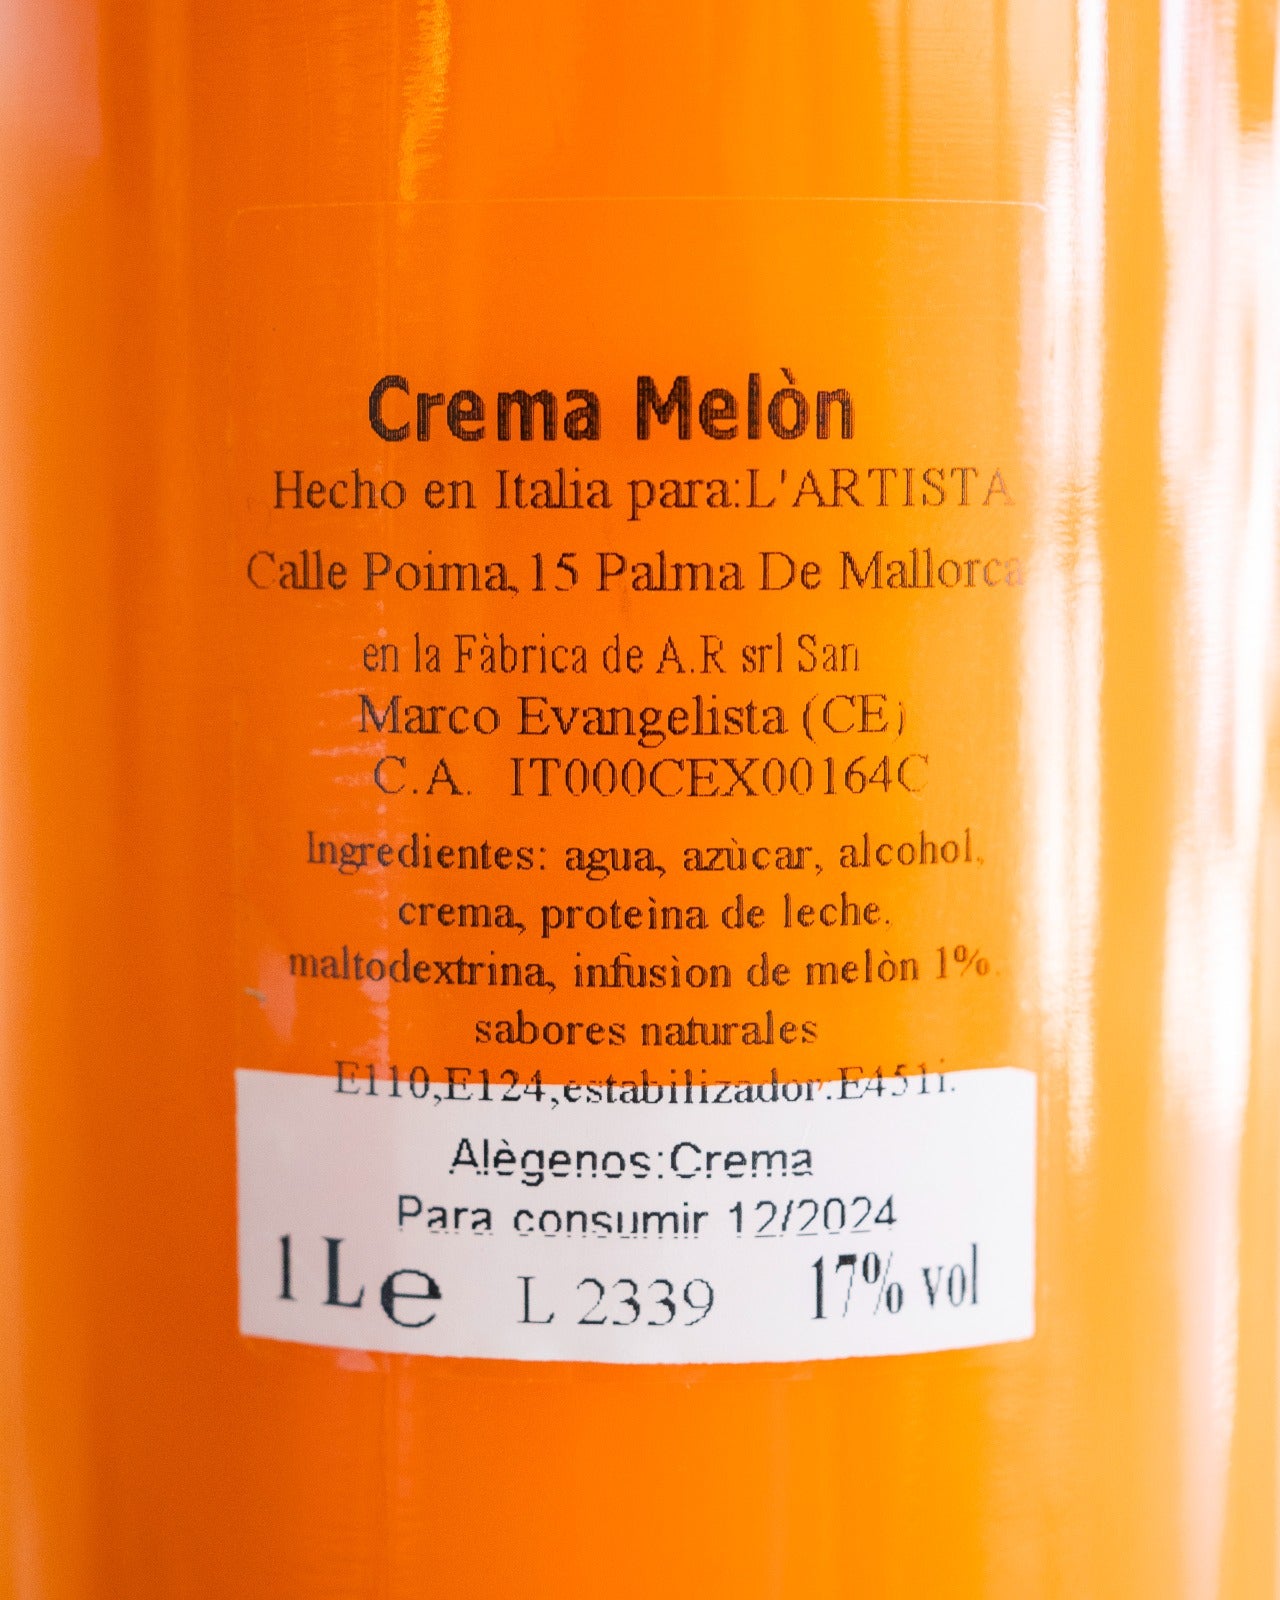 Crema Melòn
Hecho en Italia para:L'ARTISTA
Calle Poima,15 Palma De Mallorca
en la Fàbrica de A.R srl San
Marco Evangelista (CE)
C.A. IT000CEX00164C
Ingredientes: agua, azùcar, alcohol,
crema, proteìna de leche.
maltodextrina, infusìon de melòn 1%.
sabores naturales
E110,E124,estabilizador:E451i.
Alègenos:Crema
Para consumir 12/2024
1 L e L 2339 17% vol